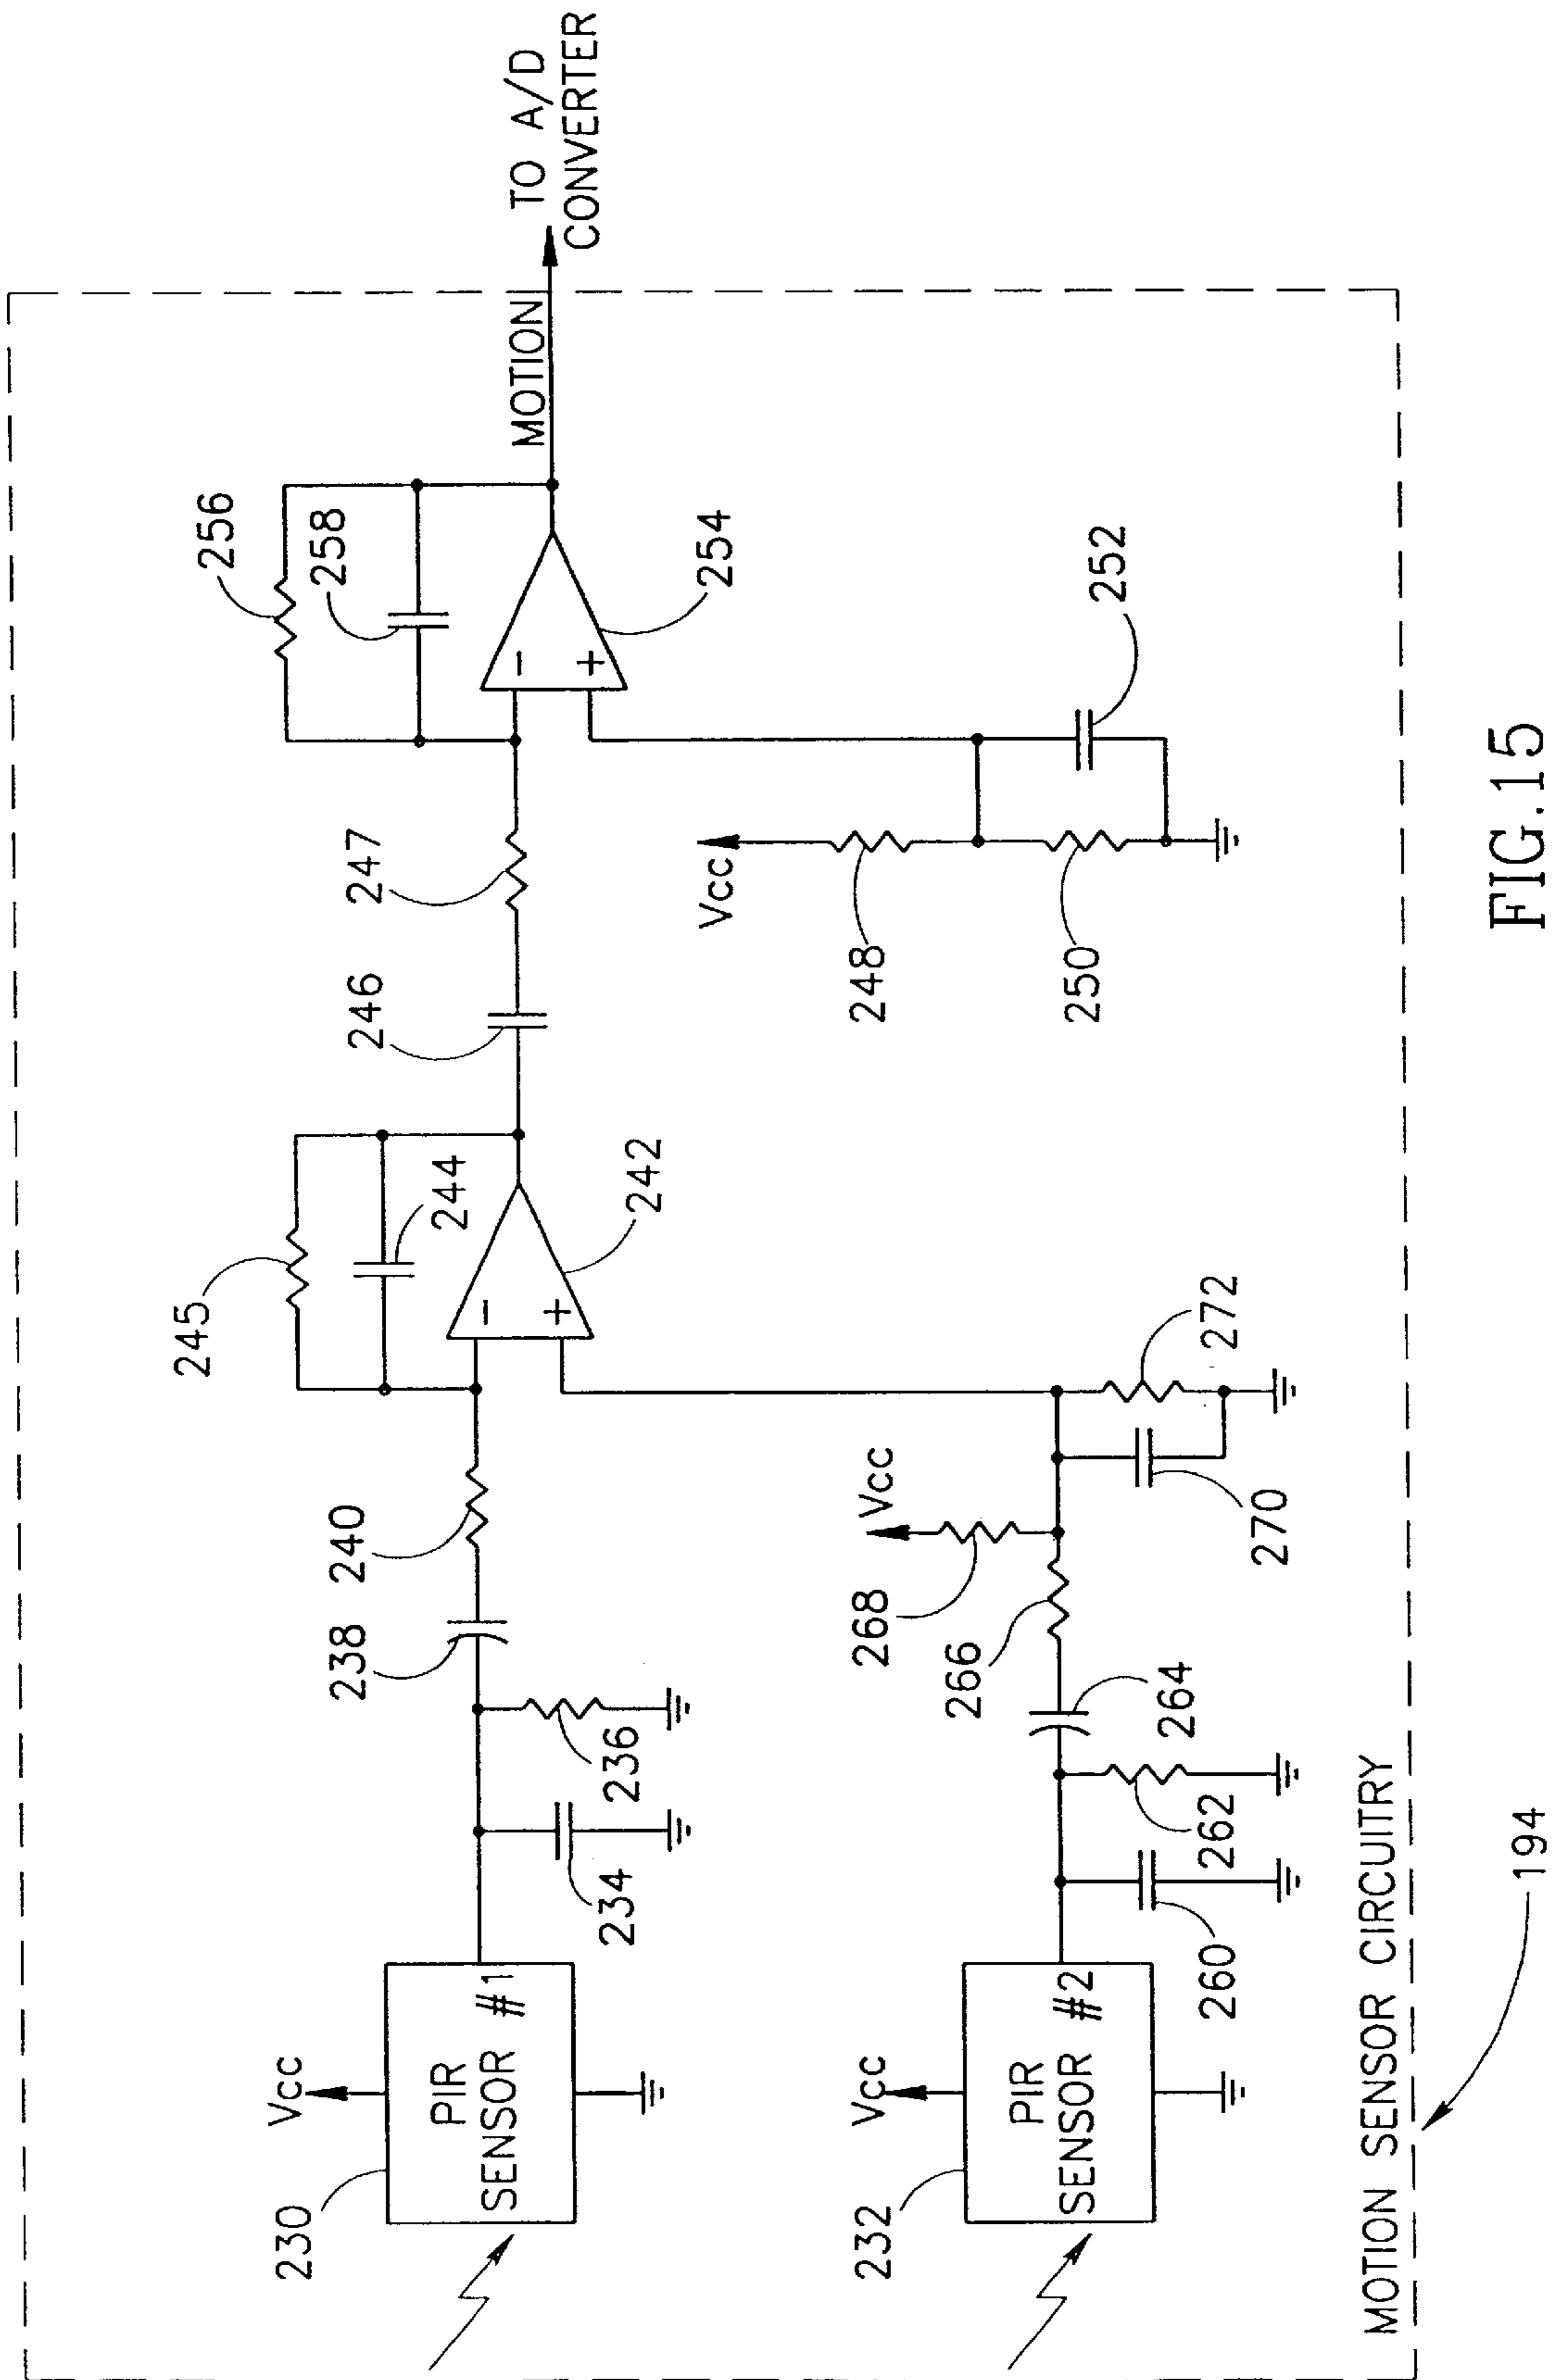 256
258
245
244
TO A/D
CONVERTER
MOTION
254
247
246
242
240
238
236
234
Vcc
230
PIR
SENSOR #1
Vcc
248
250
252
Vcc
268
266
264
262
260
270
272
Vcc
232
PIR
SENSOR #2
MOTION SENSOR CIRCUITRY
194
FIG.15